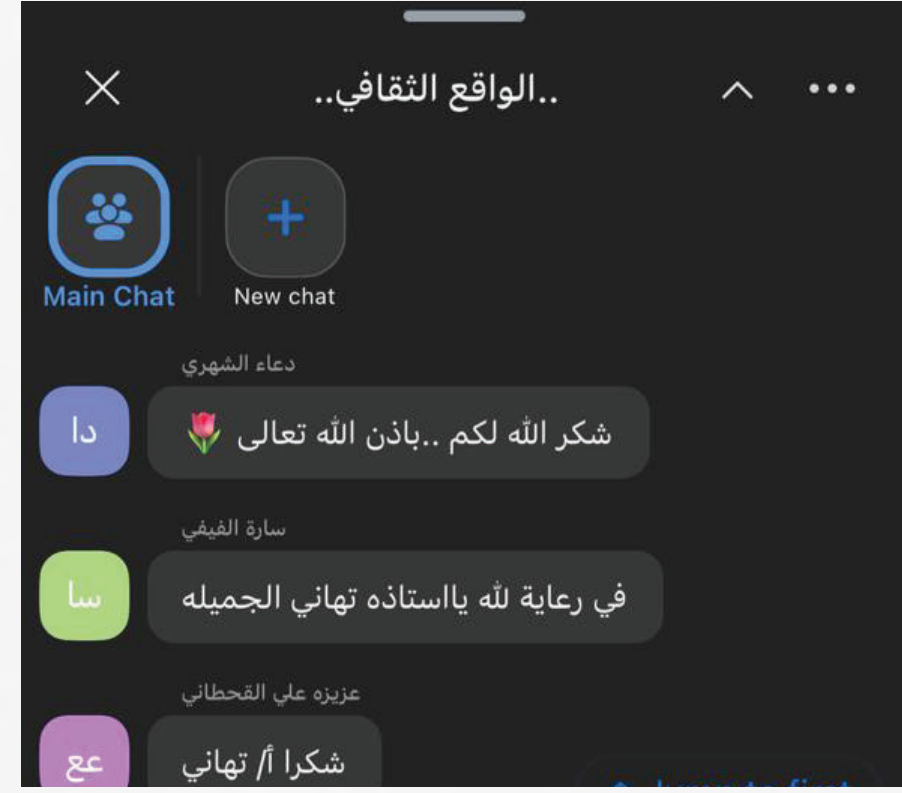 ..الواقع الثقافي..
Main Chat
New chat
دعاء الشهري
دا
شكر الله لكم ..باذن الله تعالى 🌷
سارة الفيفي
سا
في رعاية لله يااستاذه تهاني الجميله
عزيزه علي القحطاني
عع
شكرا أ/ تهاني